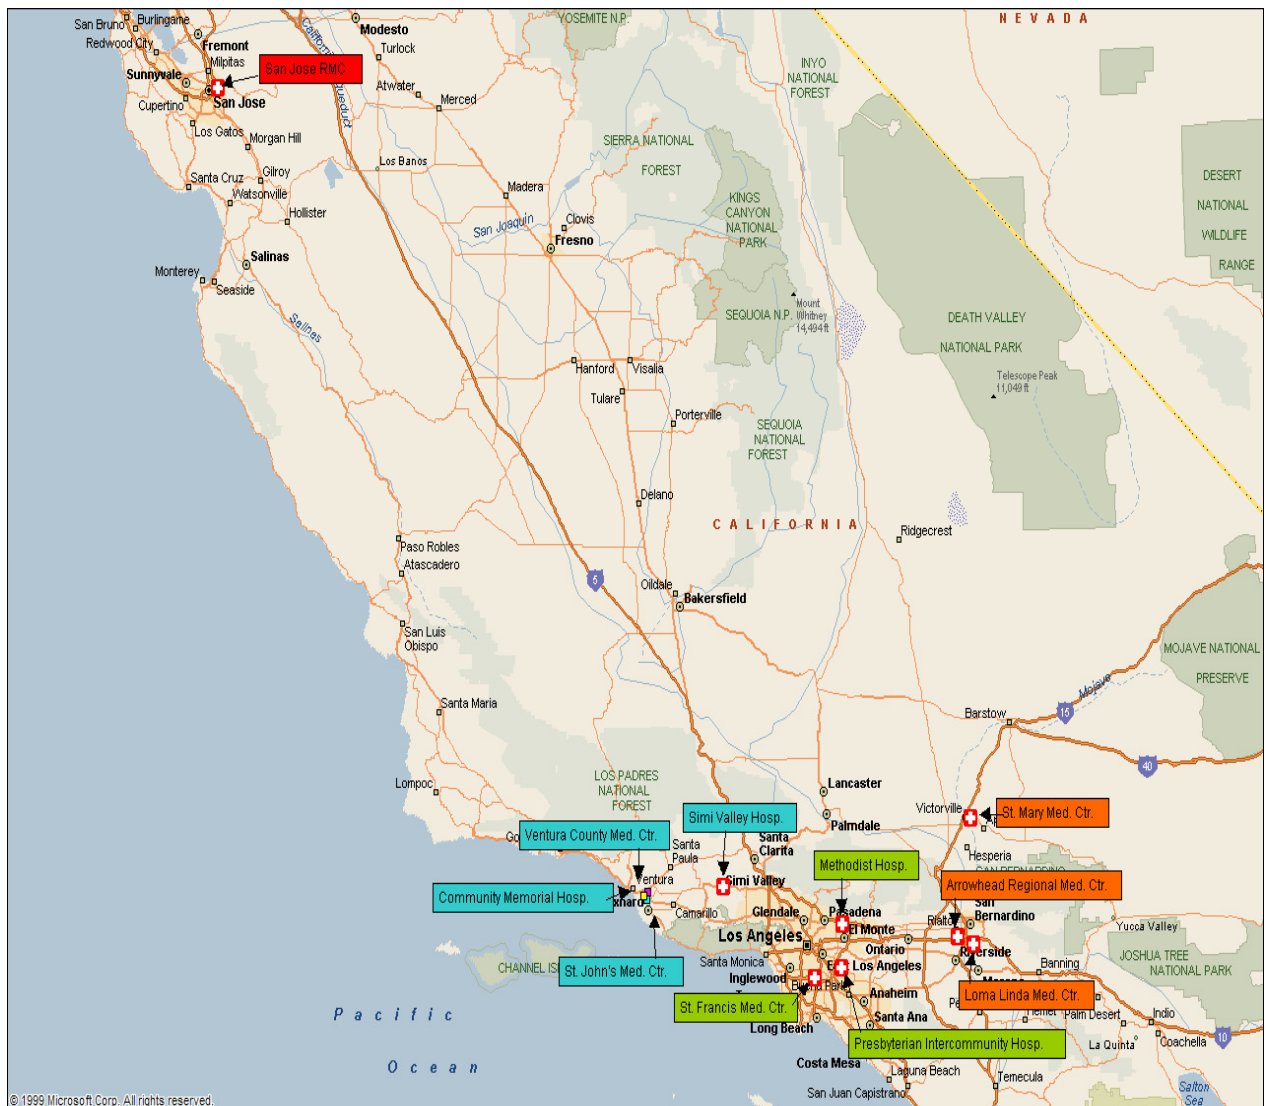 NEVADA
YOSEMITE N.P.
San Bruno
Burlingame
Redwood City
Fremont
Milpitas
Sunnyvale
San Jose RMC
Cupertino
San Jose
Modesto
Turlock
Atwater
Merced
INYO
NATIONAL
FOREST
Los Gatos
Morgan Hill
Los Banos
SIERRA NATIONAL
FOREST
Santa Cruz
Gilroy
Watsonville
Hollister
Madera
San Joaquin
Clovis
Fresno
KINGS
CANYON
NATIONAL
PARK
DESERT
NATIONAL
WILDLIFE
RANGE
Salinas
Monterey
Seaside
Salinas
SEQUOIA N.P.
Mount
Whitney
14,494 ft
DEATH VALLEY
NATIONAL PARK
Telescope Peak
11,049 ft
Hanford
Visalia
Tulare
Porterville
SEQUOIA
NATIONAL
FOREST
Delano
CALIFORNIA
Ridgecrest
Paso Robles
Atascadero
5
Oildale
Bakersfield
San Luis
Obispo
MOJAVE NATIONAL
PRESERVE
Mojave
Santa Maria
Barstow
15
40
Lompoc
LOS PADRES
NATIONAL
FOREST
Lancaster
Palmdale
Victorville
St. Mary Med. Ctr.
Hesperia
Simi Valley Hosp.
Ventura County Med. Ctr.
Santa
Paula
Santa
Clarita
Methodist Hosp.
SAN BERNARDINO
Arrowhead Regional Med. Ctr.
Community Memorial Hosp.
Ventura
Simi Valley
Camarillo
Glendale
Pasadena
El Monte
Rialto
San
Bernardino
Yucca Valley
Los Angeles
Ontario
Riverside
JOSHUA TREE
NATIONAL PARK
St. John's Med. Ctr.
CHANNEL
Santa Monica
Inglewood
Los Angeles
Banning
St. Francis Med. Ctr.
Anaheim
Loma Linda Med. Ctr.
Palm Desert
Indio
Long Beach
Santa Ana
Presbyterian Intercommunity Hosp.
La Quinta
Coachella
10
Pacific
Ocean
Costa Mesa
Laguna Beach
San Juan Capistrano
Temecula
Salton
Sea
© 1999 Microsoft Corp. All rights reserved.